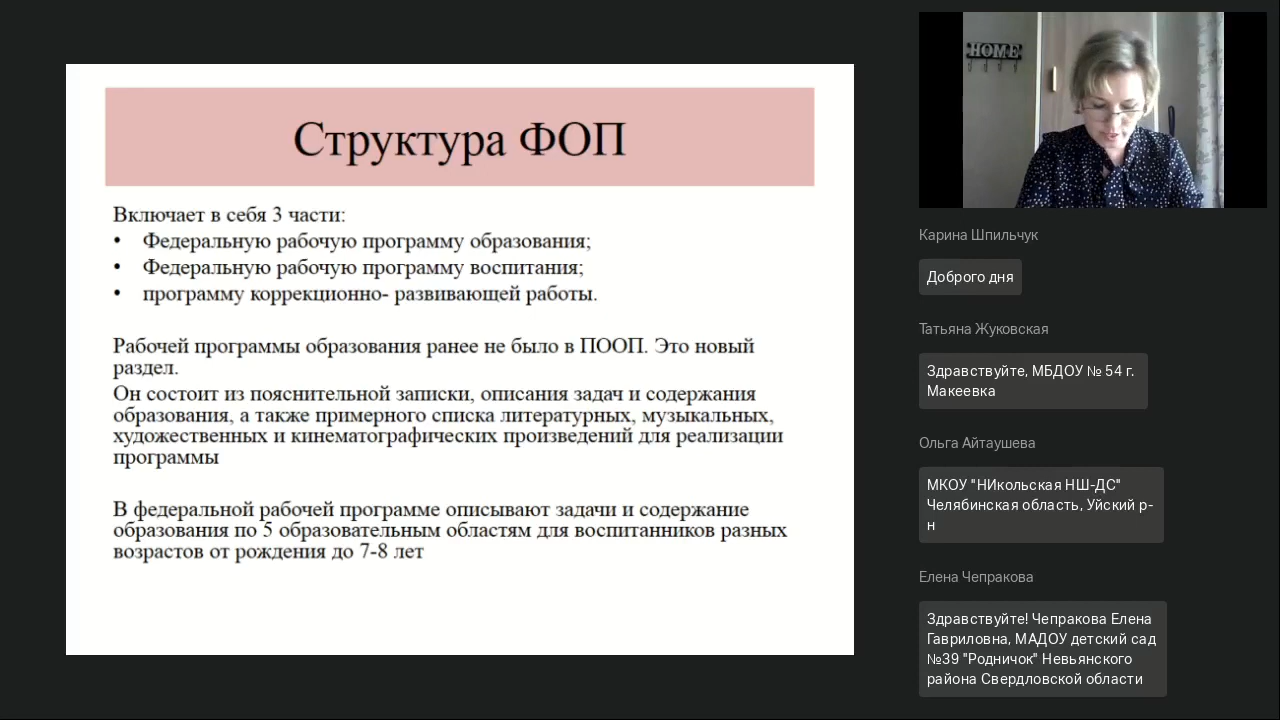 Структура ФОП
Включает в себя 3 части:
• Федеральную рабочую программу образования;
• Федеральную рабочую программу воспитания;
• программу коррекционно- развивающей работы.
Рабочей программы образования ранее не было в ПООП. Это новый
раздел.
Он состоит из пояснительной записки, описания задач и содержания
образования, а также примерного списка литературных, музыкальных,
художественных и кинематографических произведений для реализации
программы
В федеральной рабочей программе описывают задачи и содержание
образования по 5 образовательным областям для воспитанников разных
возрастов от рождения до 7-8 лет
HOME
Карина Шпильчук
Доброго дня
Татьяна Жуковская
Здравствуйте, МБДОУ № 54 г.
Макеевка
Ольга Айтаушева
МКОУ "НИкольская НШ-ДС"
Челябинская область, Уйский р-
н
Елена Чепракова
Здравствуйте! Чепракова Елена
Гавриловна, МАДОУ детский сад
№39 "Родничок" Невьянского
района Свердловской области